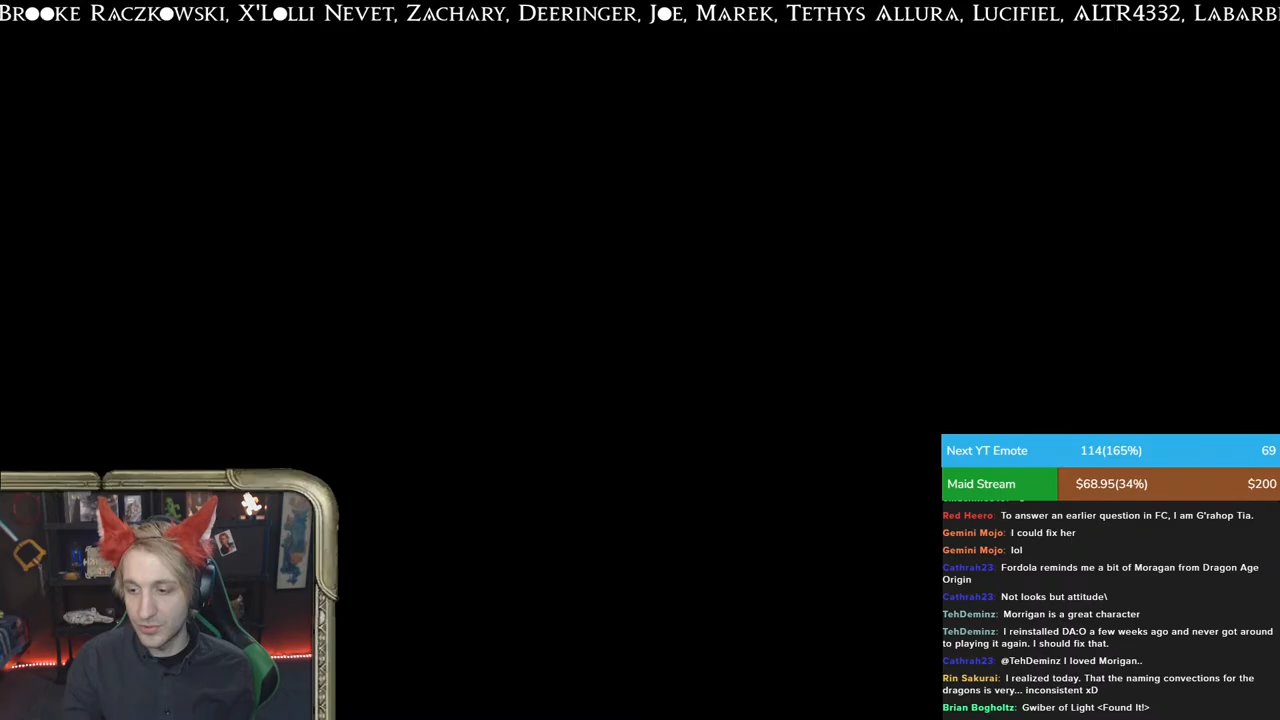 Brooke Raczkowski, X'Lolli Nevet, Zachary, Deeringer, Joe, Marek, Tethys Allura, Lucifiel, ALTR4332, Labarbe
Next YT Emote 114(165%) 69
Maid Stream $68.95(34%) $200
Red Heero: To answer an earlier question in FC, I am G'rahop Tia.
Gemini Mojo: I could fix her
Gemini Mojo: lol
Cathrah23: Fordola reminds me a bit of Moragan from Dragon Age
Origin
Cathrah23: Not looks but attitude\
TehDeminz: Morrigan is a great character
TehDeminz: I reinstalled DA:O a few weeks ago and never got around
to playing it again. I should fix that.
Cathrah23: @TehDeminz I loved Morigan..
Rin Sakurai: I realized today. That the naming convections for the
dragons is very... inconsistent xD
Brian Bogholtz: Gwiber of Light <Found It!>